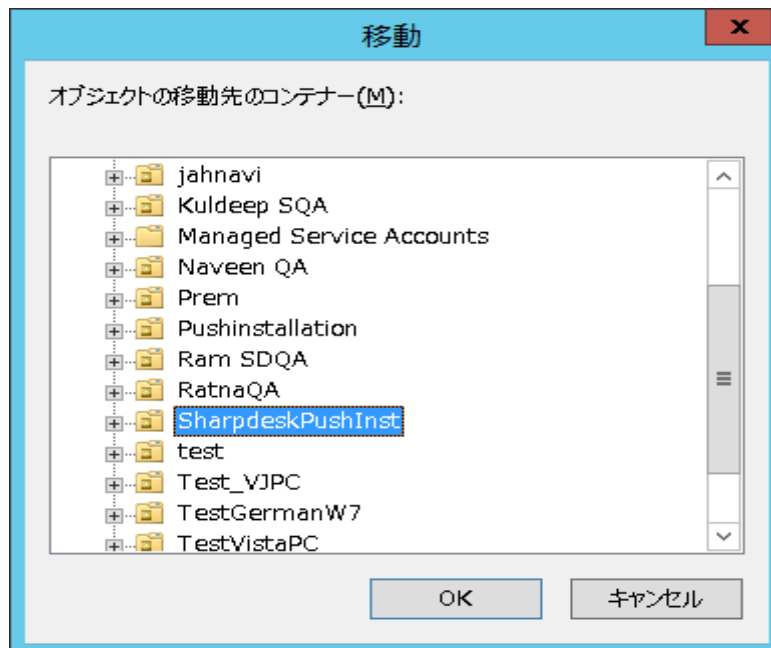 移動
オブジェクトの移動先のコンテナー(M):
jahnavi
Kuldeep SQA
Managed Service Accounts
Naveen QA
Prem
Pushinstallation
Ram SDQA
RatnaQA
SharpdeskPushInst
test
Test_VJPC
TestGermanW7
TestVistaPC
OK
キャンセル